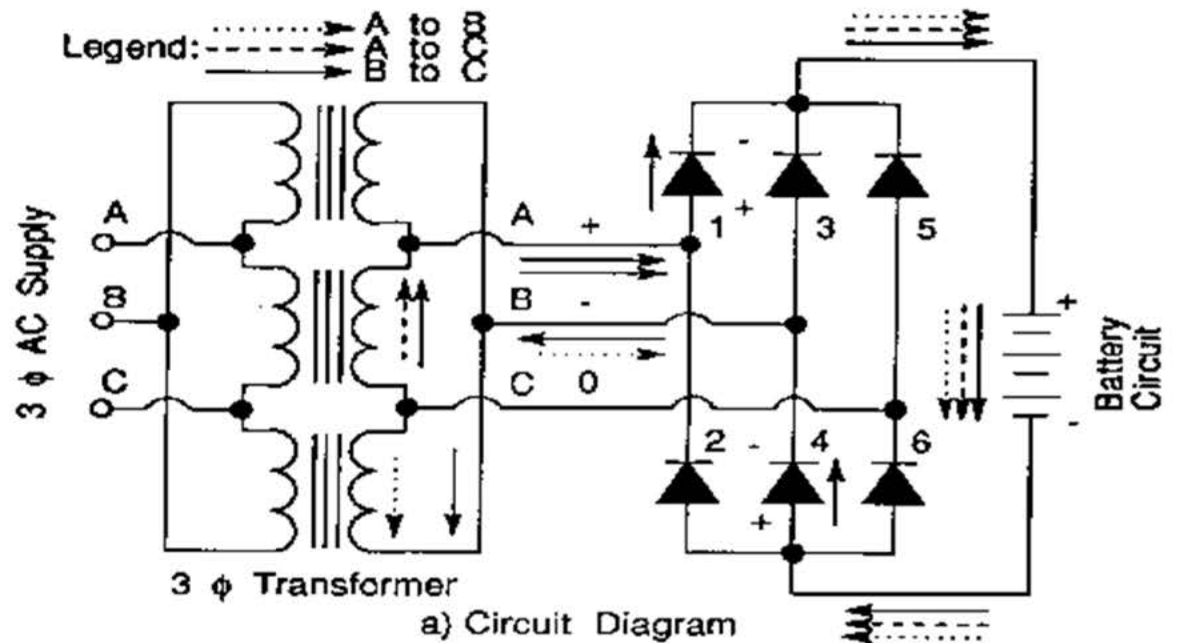 Legend:
A to B
A to C
B to C
3 ϕ AC Supply
A
B
C
A +
B -
C 0
-
+
1
3
5
2
-
4
6
+
+
-
Battery
Circuit
3 ϕ Transformer
a) Circuit Diagram